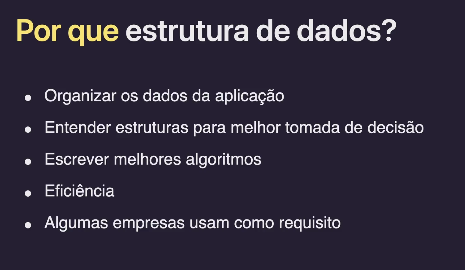 Por que estrutura de dados?
• Organizar os dados da aplicação
• Entender estruturas para melhor tomada de decisão
• Escrever melhores algoritmos
• Eficiência
• Algumas empresas usam como requisito